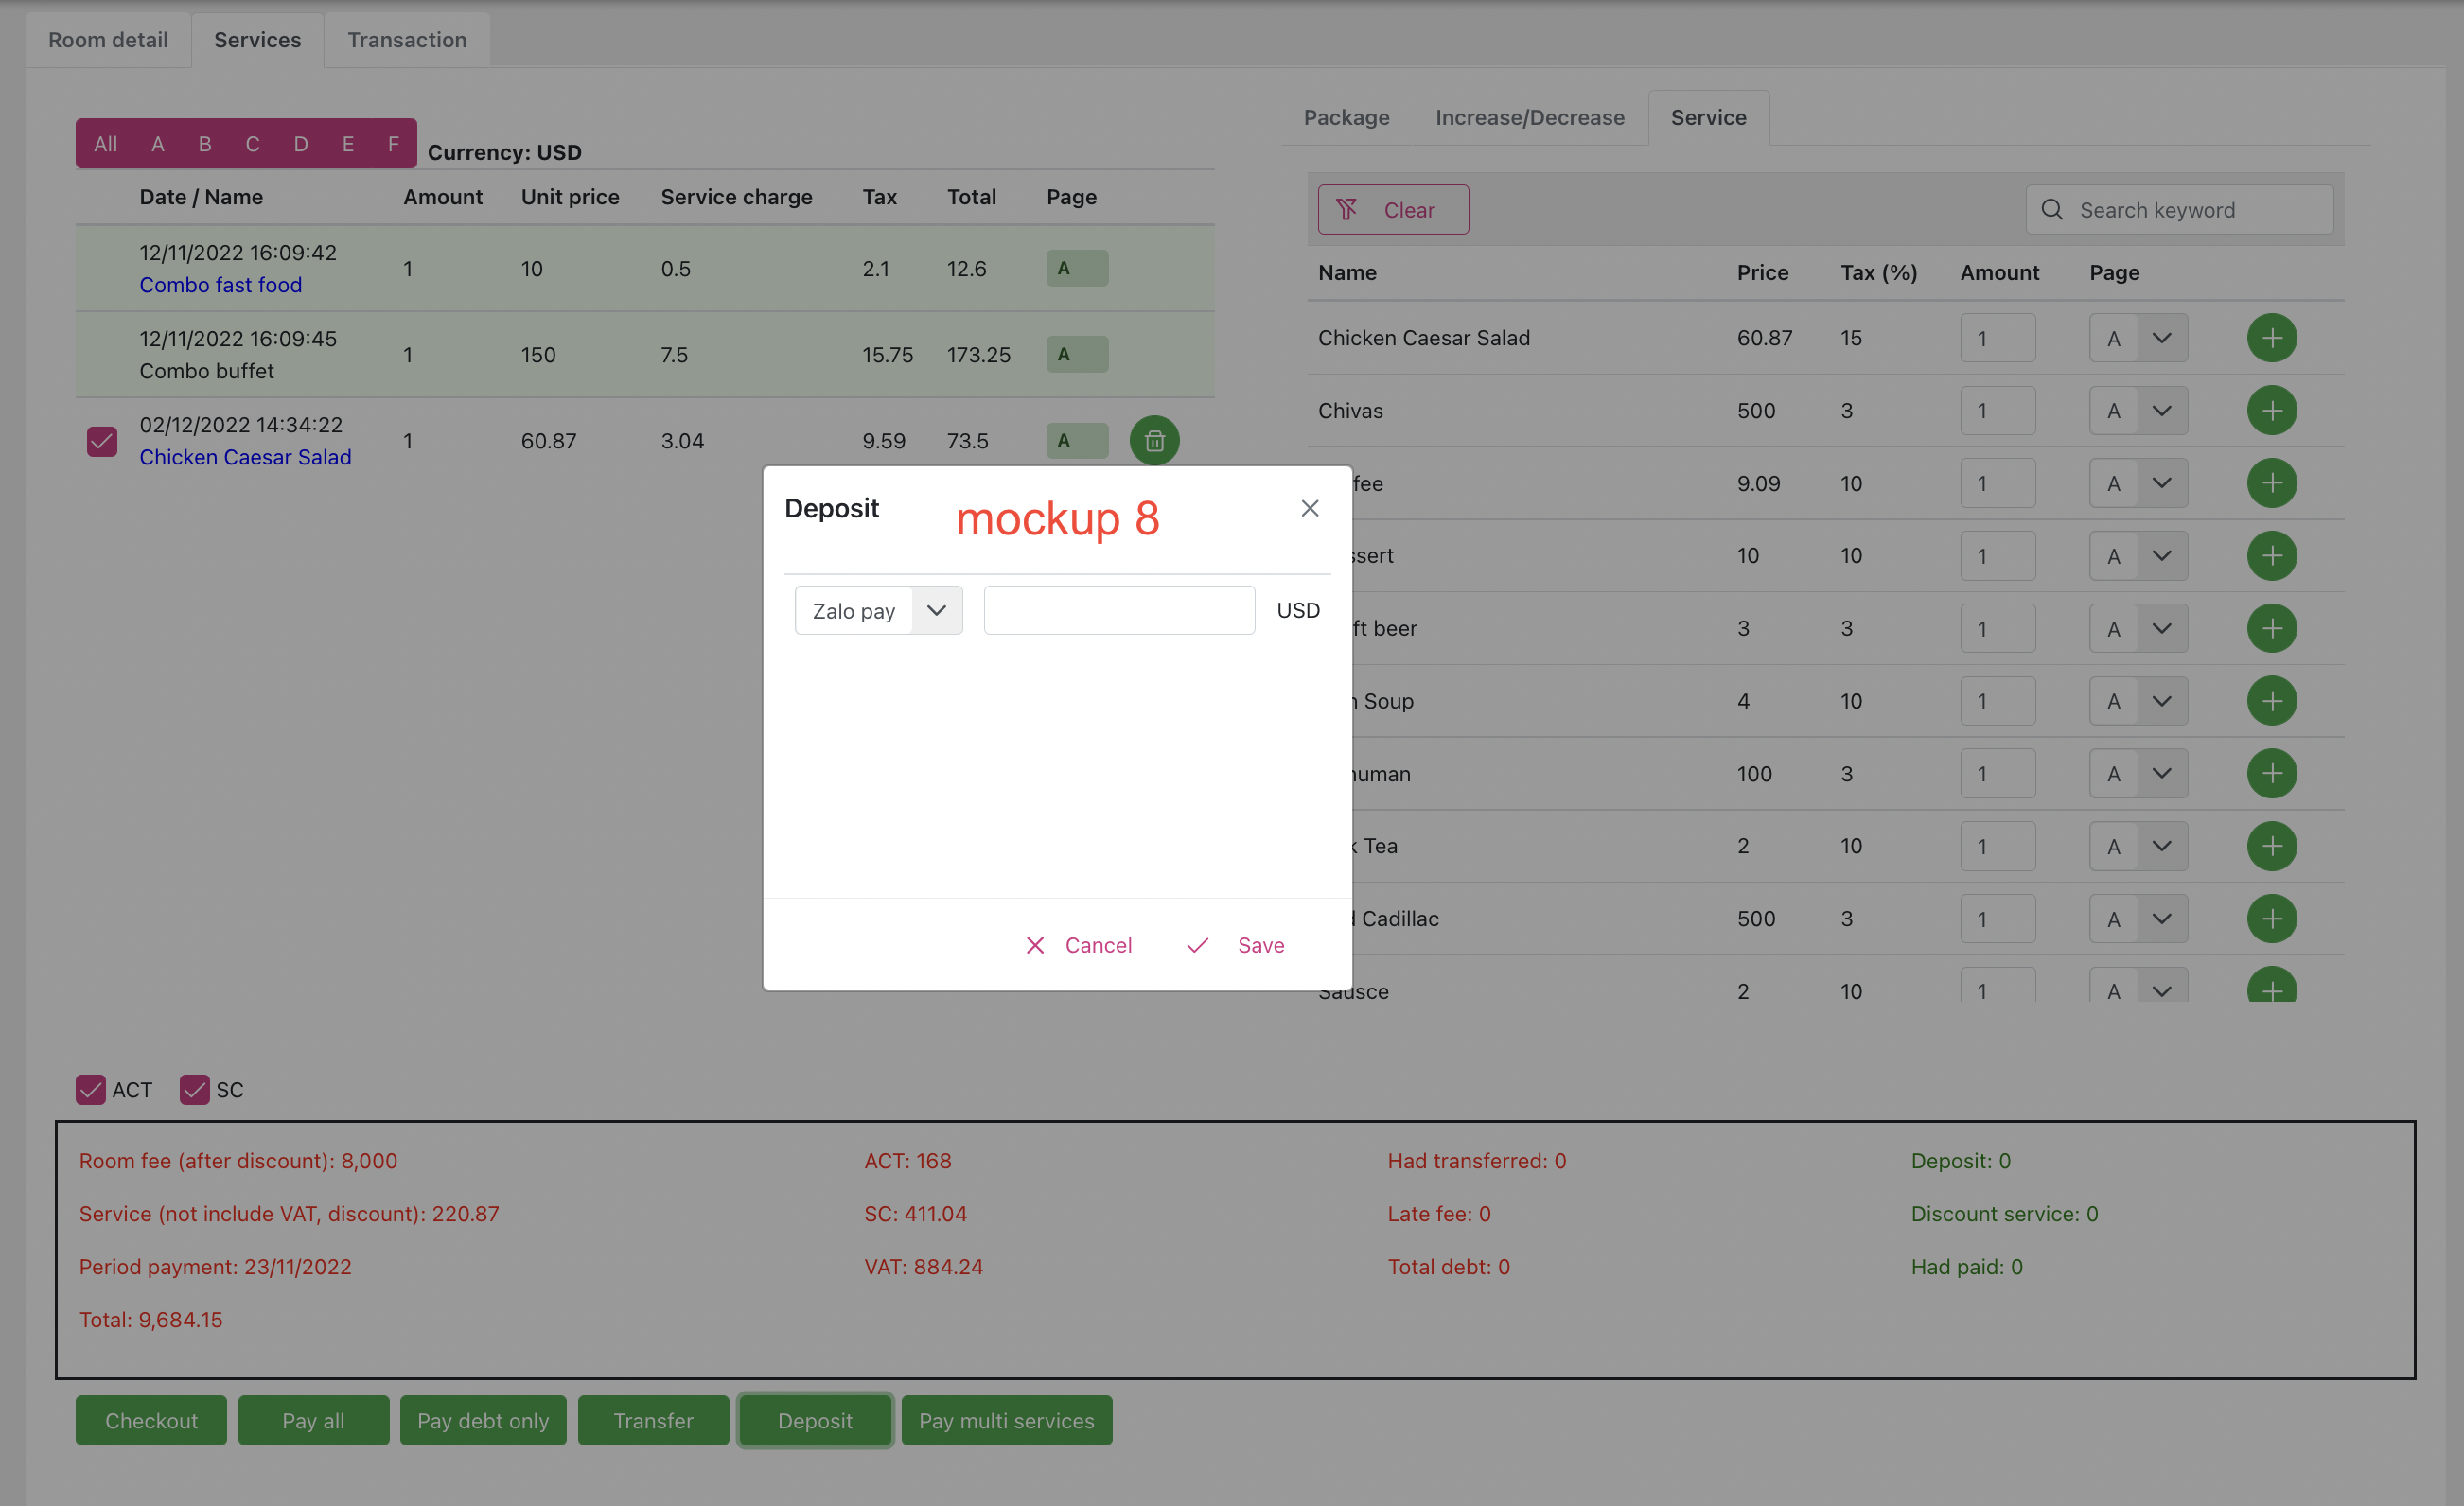 Room detail Services Transaction
Package Increase/Decrease Service
All A B C D E F Currency: USD
Date / Name Amount Unit price Service charge Tax Total Page
12/11/2022 16:09:42
Combo fast food 1 10 0.5 2.1 12.6 A
12/11/2022 16:09:45
Combo buffet 1 150 7.5 15.75 173.25 A
02/12/2022 14:34:22
Chicken Caesar Salad 1 60.87 3.04 9.59 73.5 A
Clear Search keyword
Name Price Tax (%) Amount Page
Chicken Caesar Salad 60.87 15 1 A
Chivas 500 3 1 A
fee 9.09 10 1 A
ssert 10 10 1 A
ft beer 3 3 1 A
Soup 4 10 1 A
human 100 3 1 A
k Tea 2 10 1 A
d Cadillac 500 3 1 A
Sausce 2 10 1 A
Deposit mockup 8
Zalo pay USD
Cancel Save
ACT SC
Room fee (after discount): 8,000 ACT: 168 Had transferred: 0 Deposit: 0
Service (not include VAT, discount): 220.87 SC: 411.04 Late fee: 0 Discount service: 0
Period payment: 23/11/2022 VAT: 884.24 Total debt: 0 Had paid: 0
Total: 9,684.15
Checkout Pay all Pay debt only Transfer Deposit Pay multi services